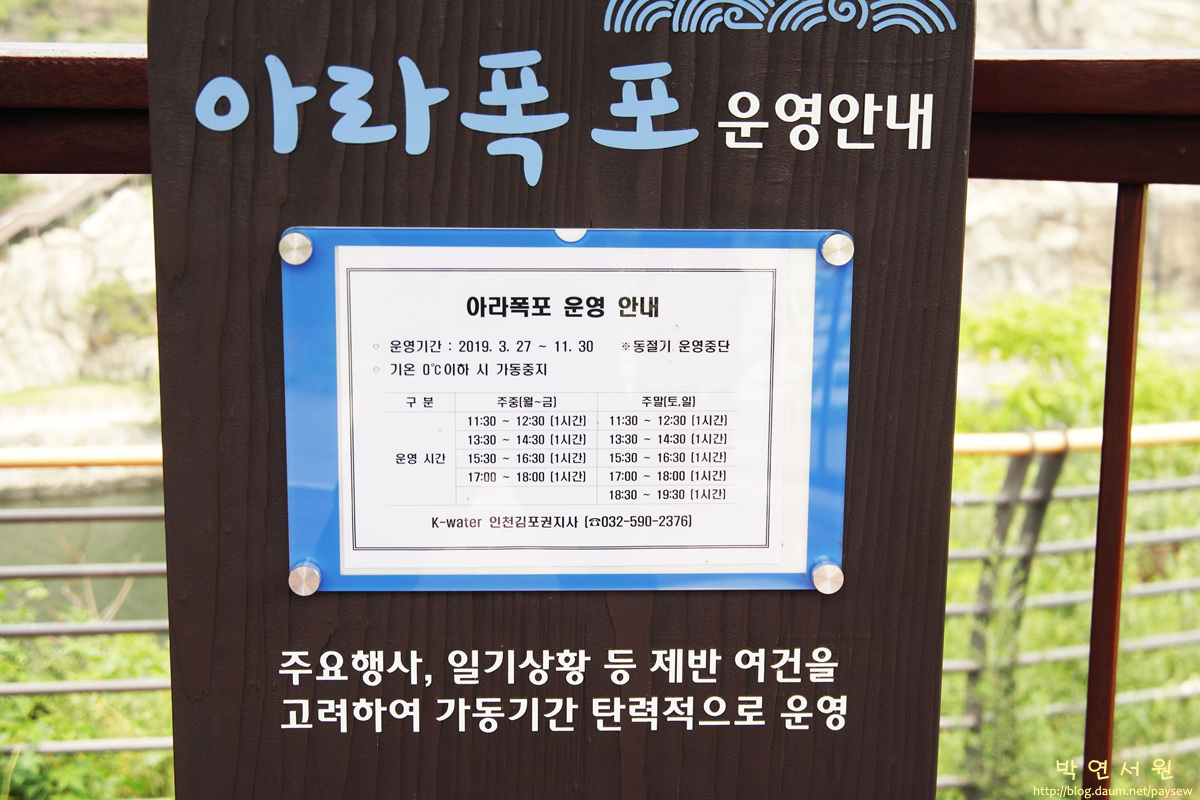 아라폭포 운영안내
아라폭포 운영 안내
○ 운영기간 : 2019. 3. 27 ~ 11. 30 ※동절기 운영중단
○ 기온 0℃이하 시 가동중지
구 분 주중(월~금) 주말(토,일)
11:30 ~ 12:30 (1시간) 11:30 ~ 12:30 (1시간)
13:30 ~ 14:30 (1시간) 13:30 ~ 14:30 (1시간)
운영 시간 15:30 ~ 16:30 (1시간) 15:30 ~ 16:30 (1시간)
17:00 ~ 18:00 (1시간) 17:00 ~ 18:00 (1시간)
18:30 ~ 19:30 (1시간)
K-water 인천김포권지사 (☎032-590-2376)
주요행사, 일기상황 등 제반 여건을
고려하여 가동기간 탄력적으로 운영
박연서원
http://blog.daum.net/paysew